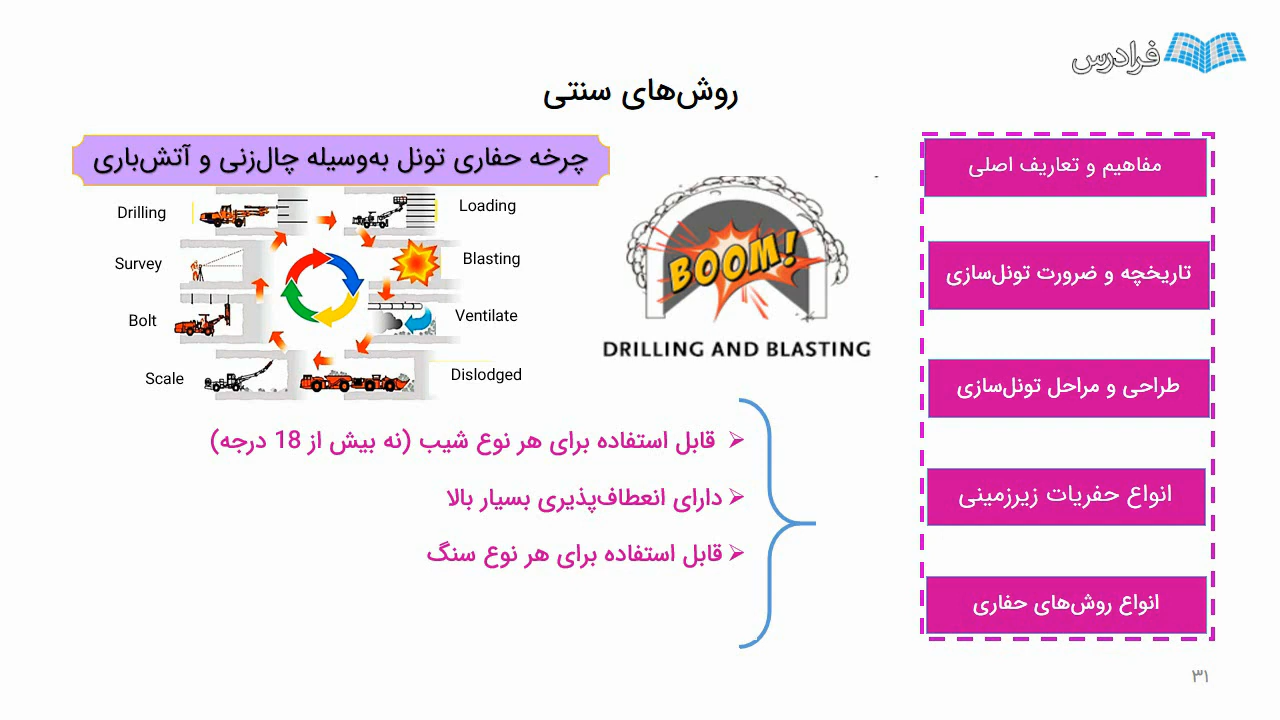 فرادرس
روش‌های سنتی
چرخه حفاری تونل به‌وسیله چال‌زنی و آتش‌باری
Drilling
Loading
Survey
Blasting
Bolt
Ventilate
Scale
Dislodged
BOOM!
DRILLING AND BLASTING
قابل استفاده برای هر نوع شیب (نه بیش از 18 درجه)
دارای انعطاف‌پذیری بسیار بالا
قابل استفاده برای هر نوع سنگ
مفاهیم و تعاریف اصلی
تاریخچه و ضرورت تونل‌سازی
طراحی و مراحل تونل‌سازی
انواع حفریات زیرزمینی
انواع روش‌های حفاری
۳۱